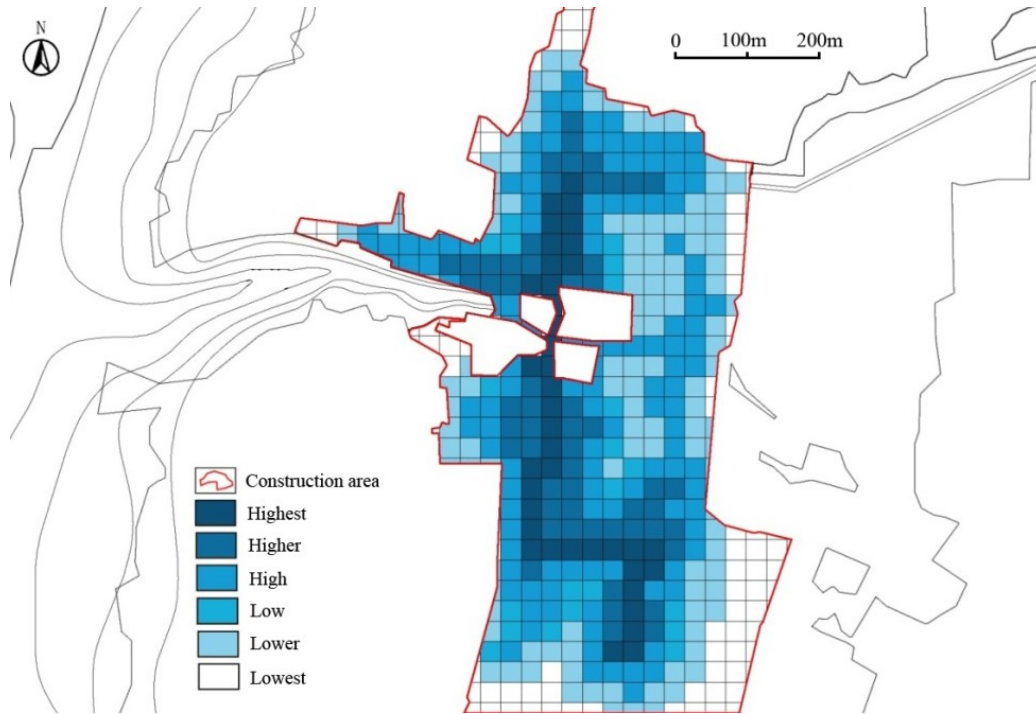 N
0 100m 200m
Construction area
Highest
Higher
High
Low
Lower
Lowest